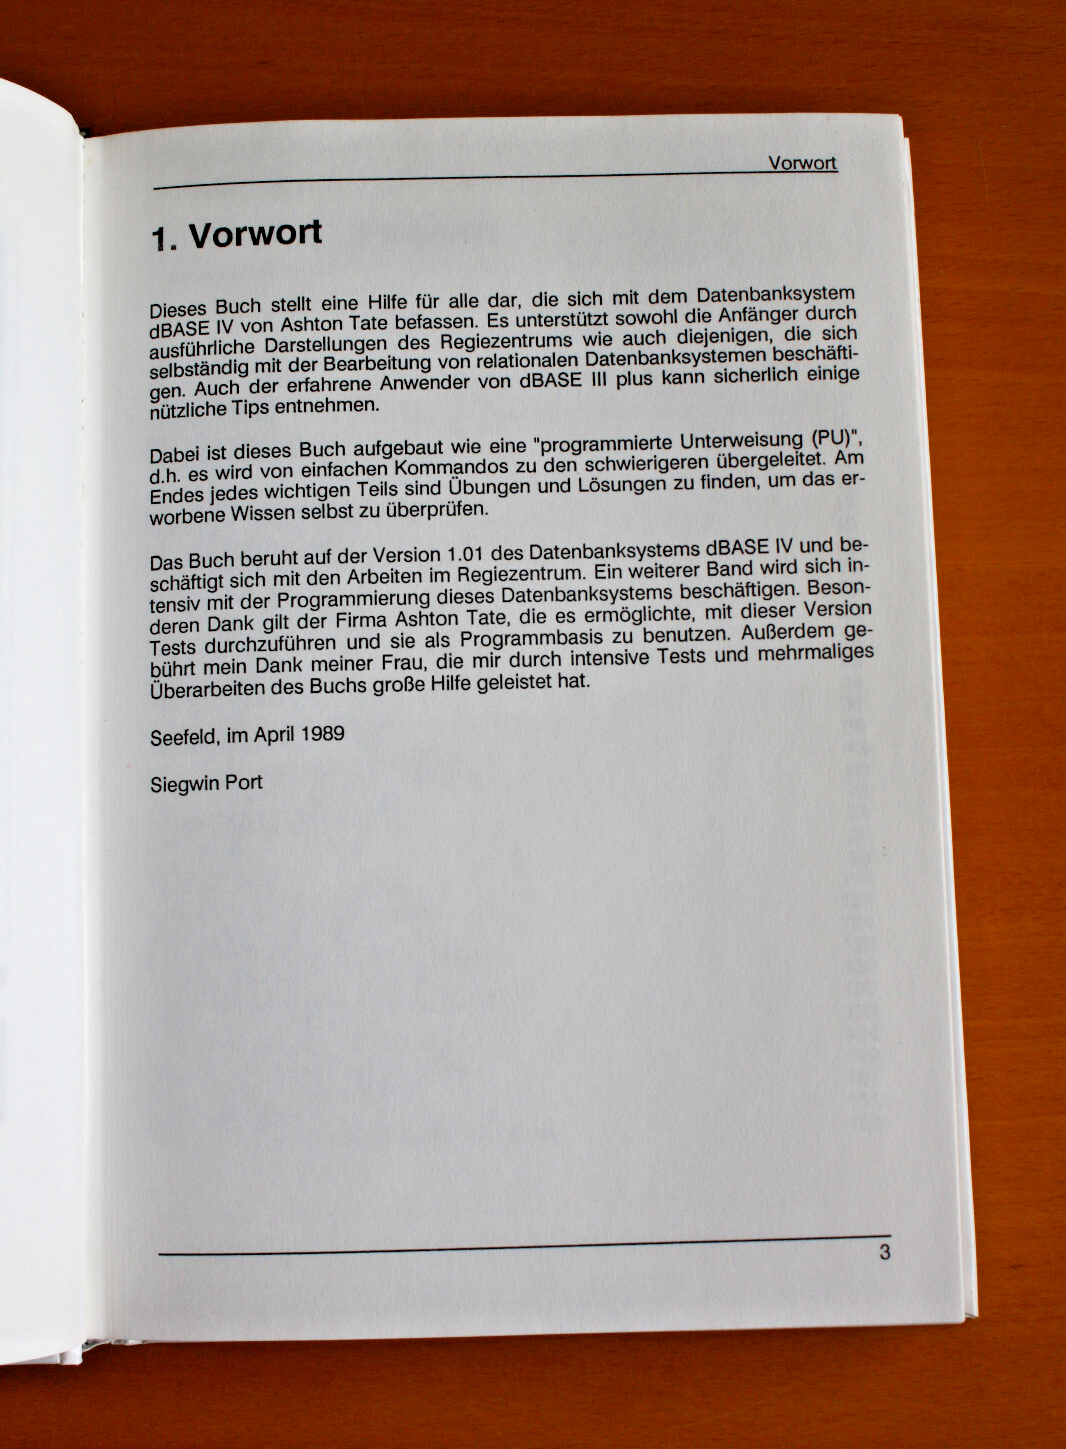 Vorwort
1. Vorwort
Dieses Buch stellt eine Hilfe für alle dar, die sich mit dem Datenbanksystem
dBASE IV von Ashton Tate befassen. Es unterstützt sowohl die Anfänger durch
ausführliche Darstellungen des Regiezentrums wie auch diejenigen, die sich
selbständig mit der Bearbeitung von relationalen Datenbanksystemen beschäfti-
gen. Auch der erfahrene Anwender von dBASE III plus kann sicherlich einige
nützliche Tips entnehmen.
Dabei ist dieses Buch aufgebaut wie eine "programmierte Unterweisung (PU)",
d.h. es wird von einfachen Kommandos zu den schwierigeren übergeleitet. Am
Endes jedes wichtigen Teils sind Übungen und Lösungen zu finden, um das er-
worbene Wissen selbst zu überprüfen.
Das Buch beruht auf der Version 1.01 des Datenbanksystems dBASE IV und be-
schäftigt sich mit den Arbeiten im Regiezentrum. Ein weiterer Band wird sich in-
tensiv mit der Programmierung dieses Datenbanksystems beschäftigen. Beson-
deren Dank gilt der Firma Ashton Tate, die es ermöglichte, mit dieser Version
Tests durchzuführen und sie als Programmbasis zu benutzen. Außerdem ge-
bührt mein Dank meiner Frau, die mir durch intensive Tests und mehrmaliges
Überarbeiten des Buchs große Hilfe geleistet hat.
Seefeld, im April 1989
Siegwin Port
3